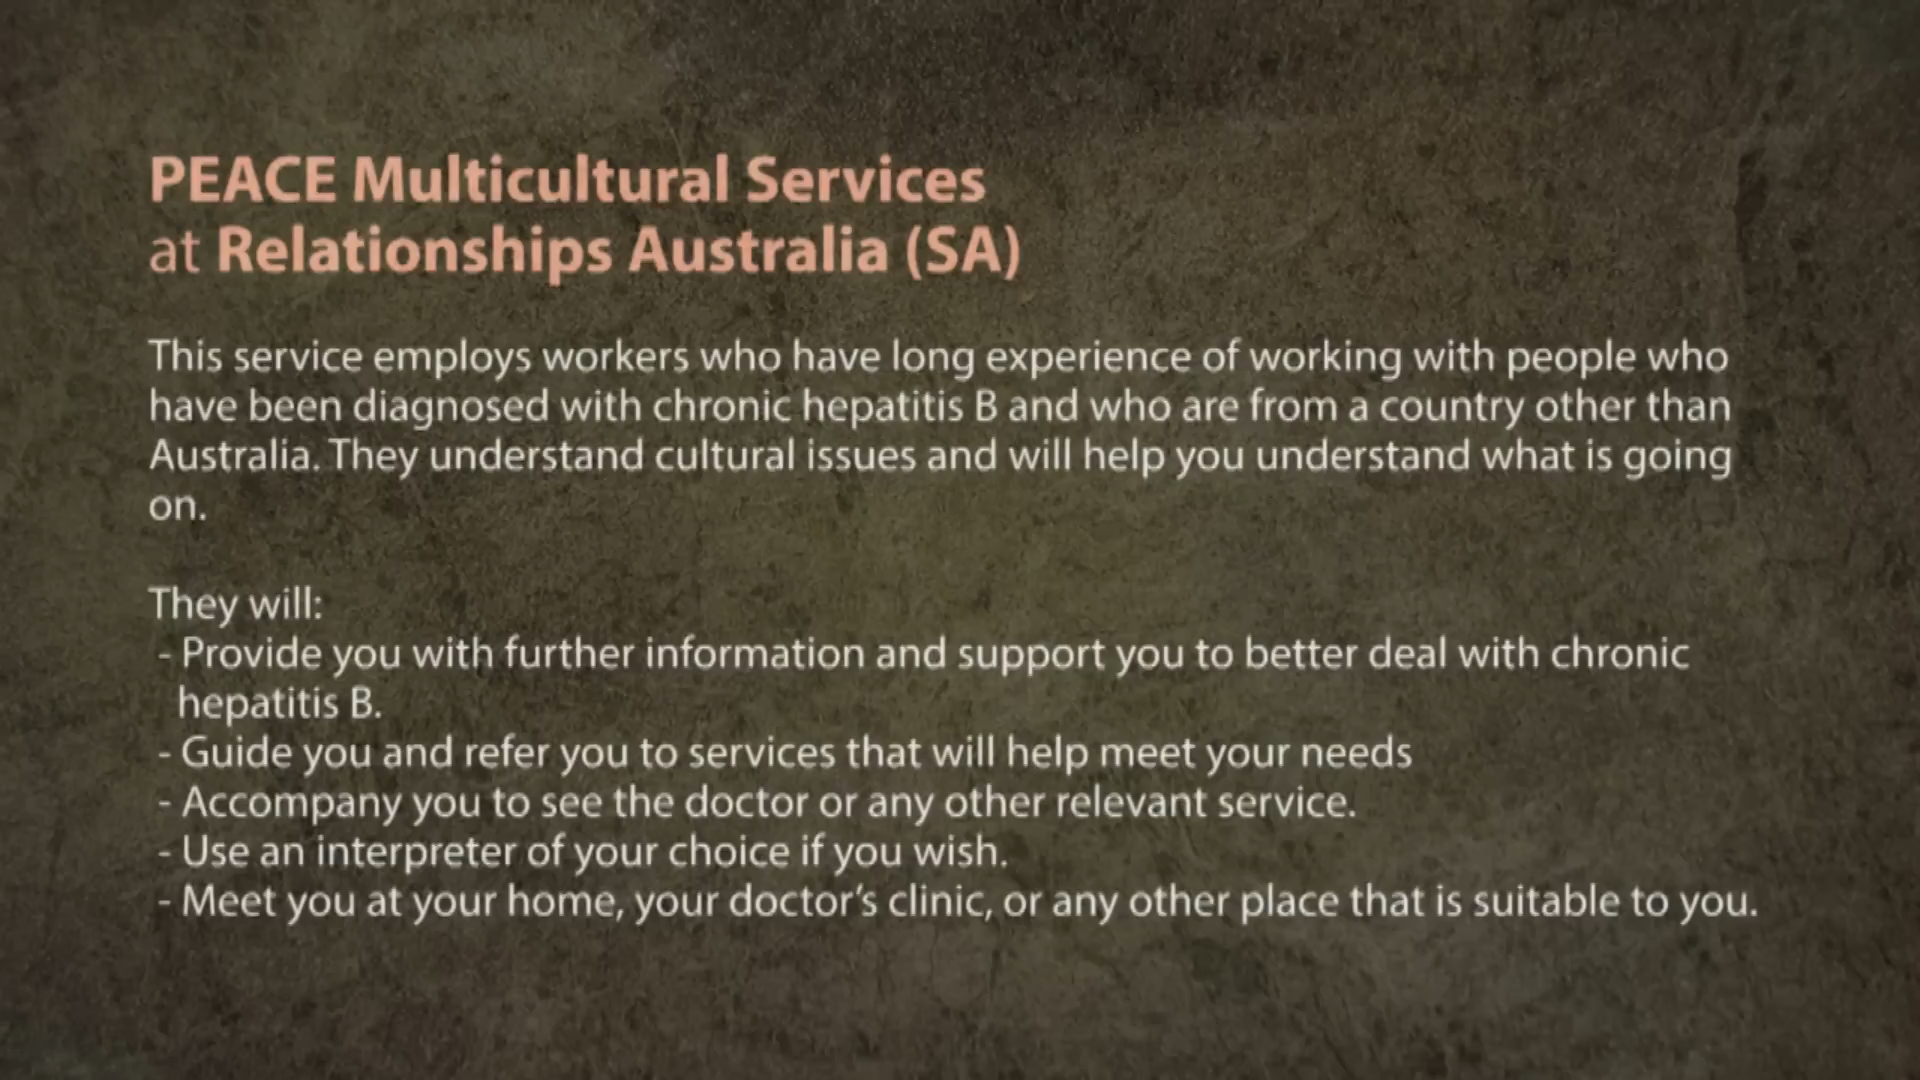 PEACE Multicultural Services
at Relationships Australia (SA)
This service employs workers who have long experience of working with people who
have been diagnosed with chronic hepatitis B and who are from a country other than
Australia. They understand cultural issues and will help you understand what is going
on.
They will:
- Provide you with further information and support you to better deal with chronic
hepatitis B.
- Guide you and refer you to services that will help meet your needs
- Accompany you to see the doctor or any other relevant service.
- Use an interpreter of your choice if you wish.
- Meet you at your home, your doctor's clinic, or any other place that is suitable to you.